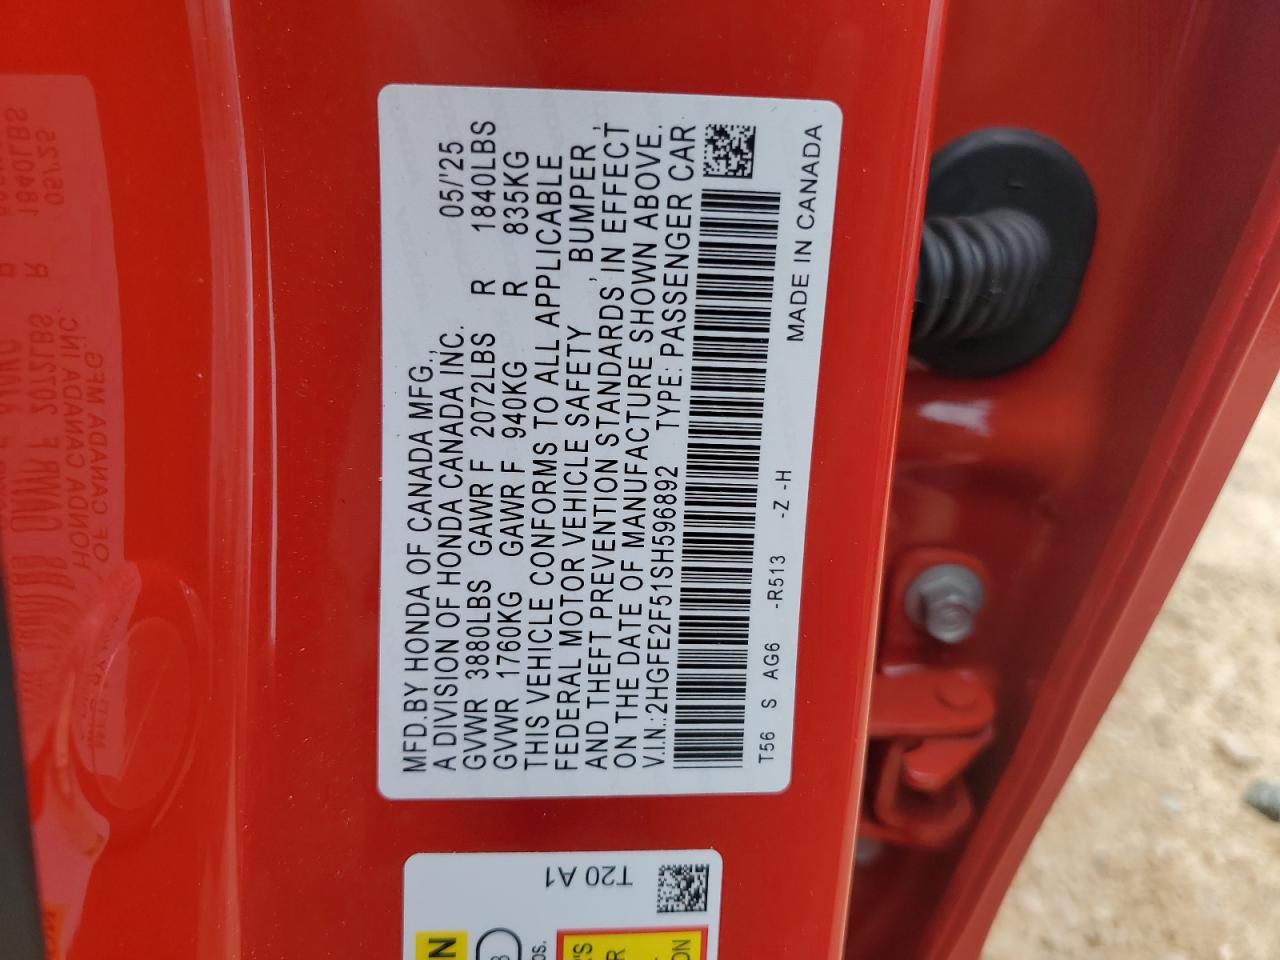 MFD.BY HONDA OF CANADA MFG.,
A DIVISION OF HONDA CANADA INC. 05/'25
GVWR 3880LBS GAWR F 2072LBS R 1840LBS
GVWR 1760KG GAWR F 940KG R 835KG
THIS VEHICLE CONFORMS TO ALL APPLICABLE
FEDERAL MOTOR VEHICLE SAFETY , BUMPER ,
AND THEFT PREVENTION STANDARDS IN EFFECT
ON THE DATE OF MANUFACTURE SHOWN ABOVE.
V.I.N.:2HGFE2F51SH596892 TYPE: PASSENGER CAR
T56 S AG6 -R513 -Z -H
MADE IN CANADA
T20 A1